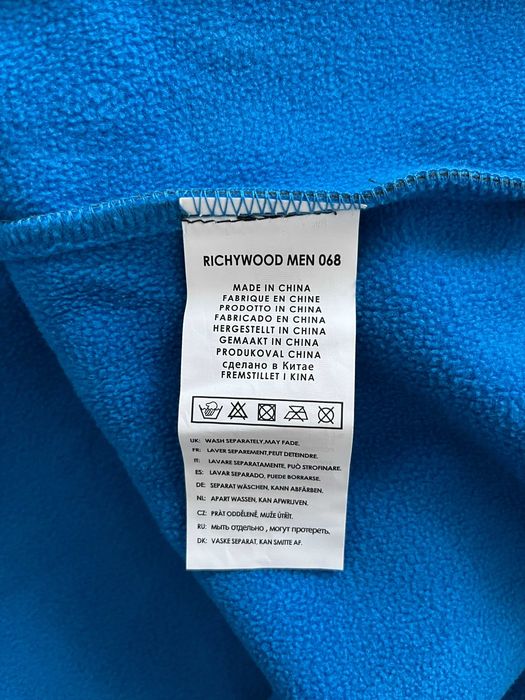 RICHYWOOD MEN 068
MADE IN CHINA
FABRIQUE EN CHINE
PRODOTTO IN CHINA
FABRICADO EN CHINA
HERGESTELLT IN CHINA
GEMAAKT IN CHINA
PRODUKOVAL CHINA
сделано в Китае
FREMSTILLET I KINA
UK: WASH SEPARATELY,MAY FADE.
FR: LAVER SEPAREMENT,PEUT DETEINDRE.
IT: LAVARE SEPARATAMENTE, PUÒ STROFINARE.
ES: LAVAR SEPARADO, PUEDE BORRARSE.
DE: SEPARAT WÄSCHEN, KANN ABFÄRBEN.
NL: APART WASSEN, KAN AFWRIJVEN.
CZ: PRÁT ODDĚLENĚ, MUŽE ÚTŘÍT.
RU: мыть отдельно , могут протереть.
DK: VASKE SEPARAT, KAN SMITTE AF.